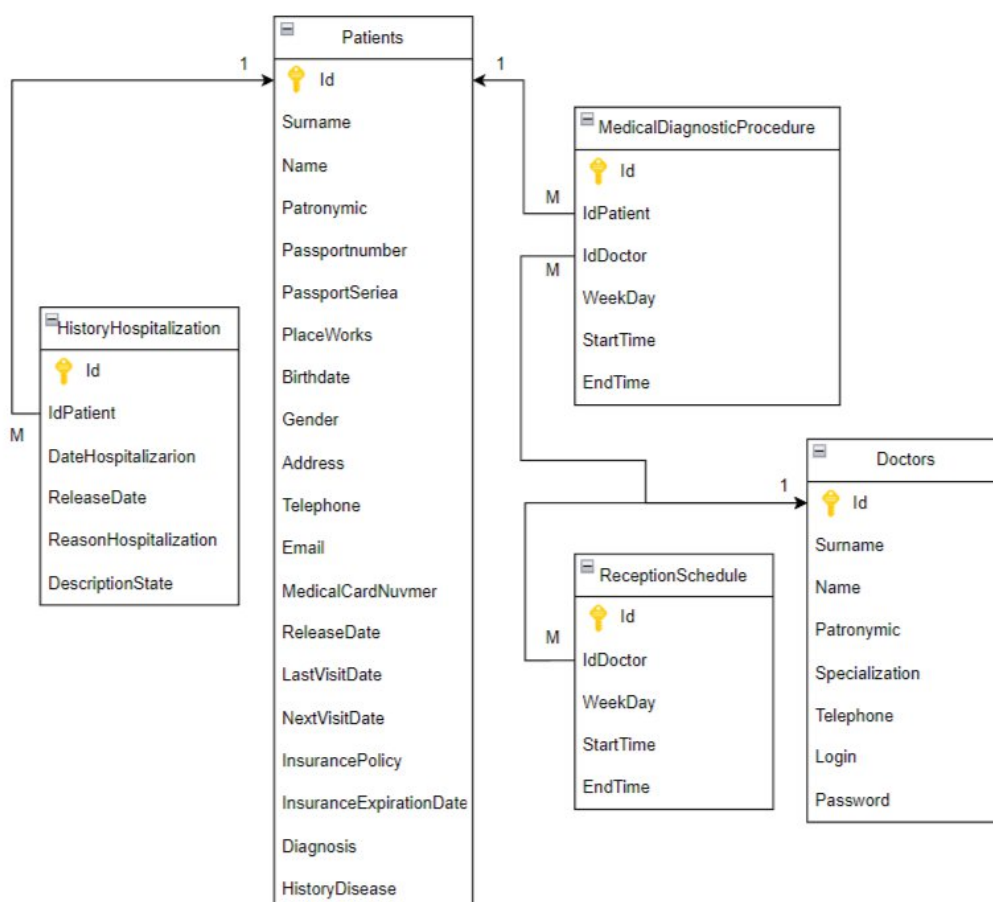 Patients
Id
Surname
Name
Patronymic
Passportnumber
PassportSeriea
PlaceWorks
Birthdate
Gender
Address
Telephone
Email
MedicalCardNuvmer
ReleaseDate
LastVisitDate
NextVisitDate
InsurancePolicy
InsuranceExpirationDate
Diagnosis
HistoryDisease
1
M
HistoryHospitalization
Id
IdPatient
DateHospitalizarion
ReleaseDate
ReasonHospitalization
DescriptionState
1
M
MedicalDiagnosticProcedure
Id
IdPatient
IdDoctor
WeekDay
StartTime
EndTime
M
1
M
ReceptionSchedule
Id
IdDoctor
WeekDay
StartTime
EndTime
Doctors
Id
Surname
Name
Patronymic
Specialization
Telephone
Login
Password